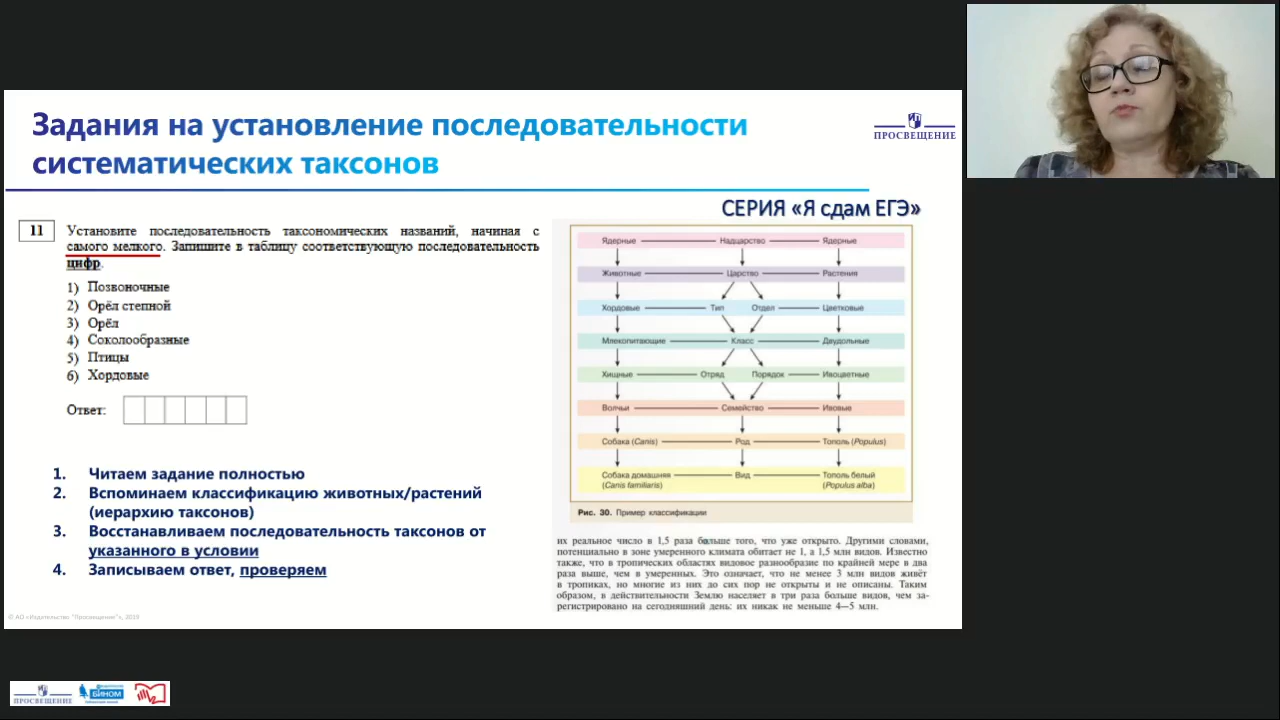 Задания на установление последовательности
систематических таксонов
ПРОСВЕЩЕНИЕ
СЕРИЯ «Я сдам ЕГЭ»
11 Установите последовательность таксономических названий, начиная с
самого мелкого. Запишите в таблицу соответствующую последовательность
цифр.
1) Позвоночные
2) Орёл степной
3) Орёл
4) Соколообразные
5) Птицы
6) Хордовые
Ответ:
1. Читаем задание полностью
2. Вспоминаем классификацию животных/растений
(иерархию таксонов)
3. Восстанавливаем последовательность таксонов от
указанного в условии
4. Записываем ответ, проверяем
Ядерные Надцарство Ядерные
Животные Царство Растения
Хордовые Тип Отдел Цветковые
Млекопитающие Класс Двудольные
Хищные Отряд Порядок Ивоцветные
Волчьи Семейство Ивовые
Собака (Canis) Род Тополь (Populus)
Собака домашняя Вид Тополь белый
(Canis familiaris) (Populus alba)
Рис. 30. Пример классификации
их реальное число в 1,5 раза больше того, что уже открыто. Другими словами,
потенциально в зоне умеренного климата обитает не 1, а 1,5 млн видов. Известно
также, что в тропических областях видовое разнообразие по крайней мере в два
раза выше, чем в умеренных. Это означает, что не менее 3 млн видов живёт
в тропиках, но многие из них до сих пор не открыты и не описаны. Таким
образом, в действительности Землю населяет в три раза больше видов, чем за-
регистрировано на сегодняшний день: их никак не меньше 4—5 млн.
© АО «Издательство "Просвещение"», 2019
ПРОСВЕЩЕНИЕ
БИНОМ